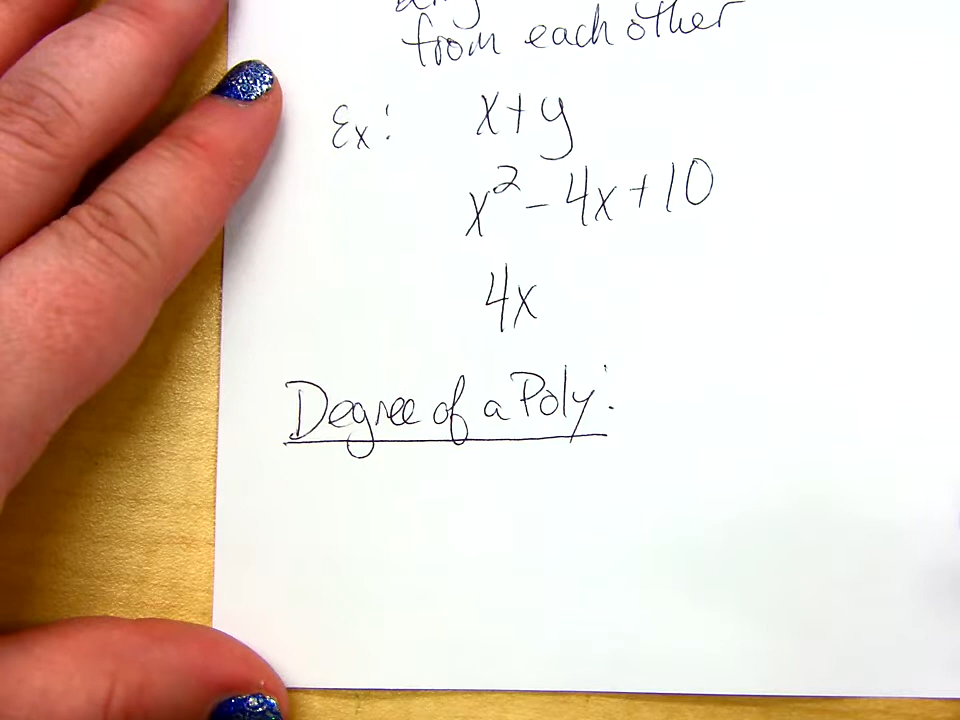 from each other
Ex: x+y
x² - 4x + 10
4x
Degree of a Poly: